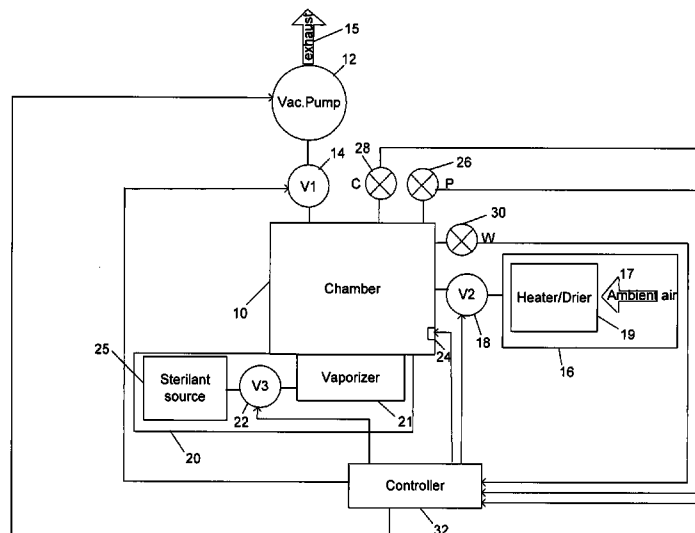 exhaust
15
12
Vac.Pump
28
26
14
V1
C
P
30
W
Chamber
10
V2
18
17
Heater/Drier
Ambient air
19
16
24
25
Sterilant
source
V3
22
Vaporizer
21
20
Controller
32